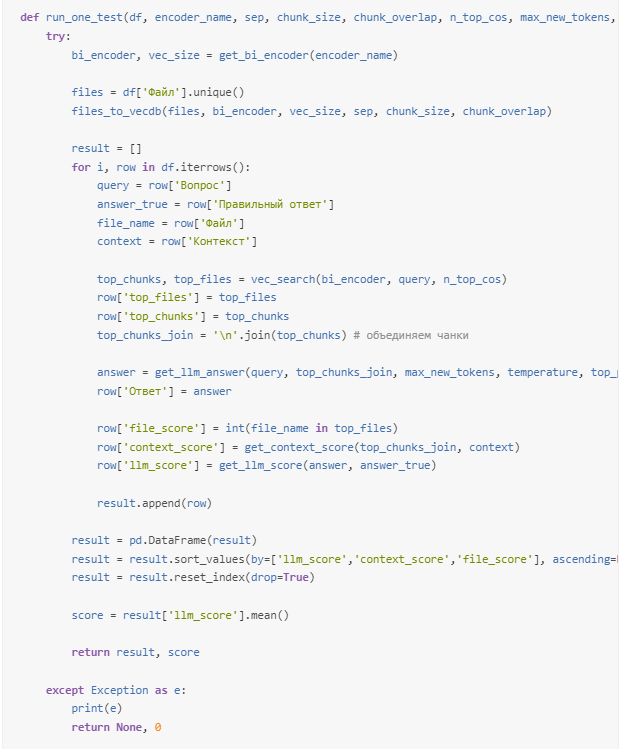 def run_one_test(df, encoder_name, sep, chunk_size, chunk_overlap, n_top_cos, max_new_tokens,
    try:
        bi_encoder, vec_size = get_bi_encoder(encoder_name)

        files = df['Файл'].unique()
        files_to_vecdb(files, bi_encoder, vec_size, sep, chunk_size, chunk_overlap)

        result = []
        for i, row in df.iterrows():
            query = row['Вопрос']
            answer_true = row['Правильный ответ']
            file_name = row['Файл']
            context = row['Контекст']

            top_chunks, top_files = vec_search(bi_encoder, query, n_top_cos)
            row['top_files'] = top_files
            row['top_chunks'] = top_chunks
            top_chunks_join = '\n'.join(top_chunks) # объединяем чанки

            answer = get_llm_answer(query, top_chunks_join, max_new_tokens, temperature, top_
            row['Ответ'] = answer

            row['file_score'] = int(file_name in top_files)
            row['context_score'] = get_context_score(top_chunks_join, context)
            row['llm_score'] = get_llm_score(answer, answer_true)

            result.append(row)

        result = pd.DataFrame(result)
        result = result.sort_values(by=['llm_score','context_score','file_score'], ascending=
        result = result.reset_index(drop=True)

        score = result['llm_score'].mean()

        return result, score

    except Exception as e:
        print(e)
        return None, 0